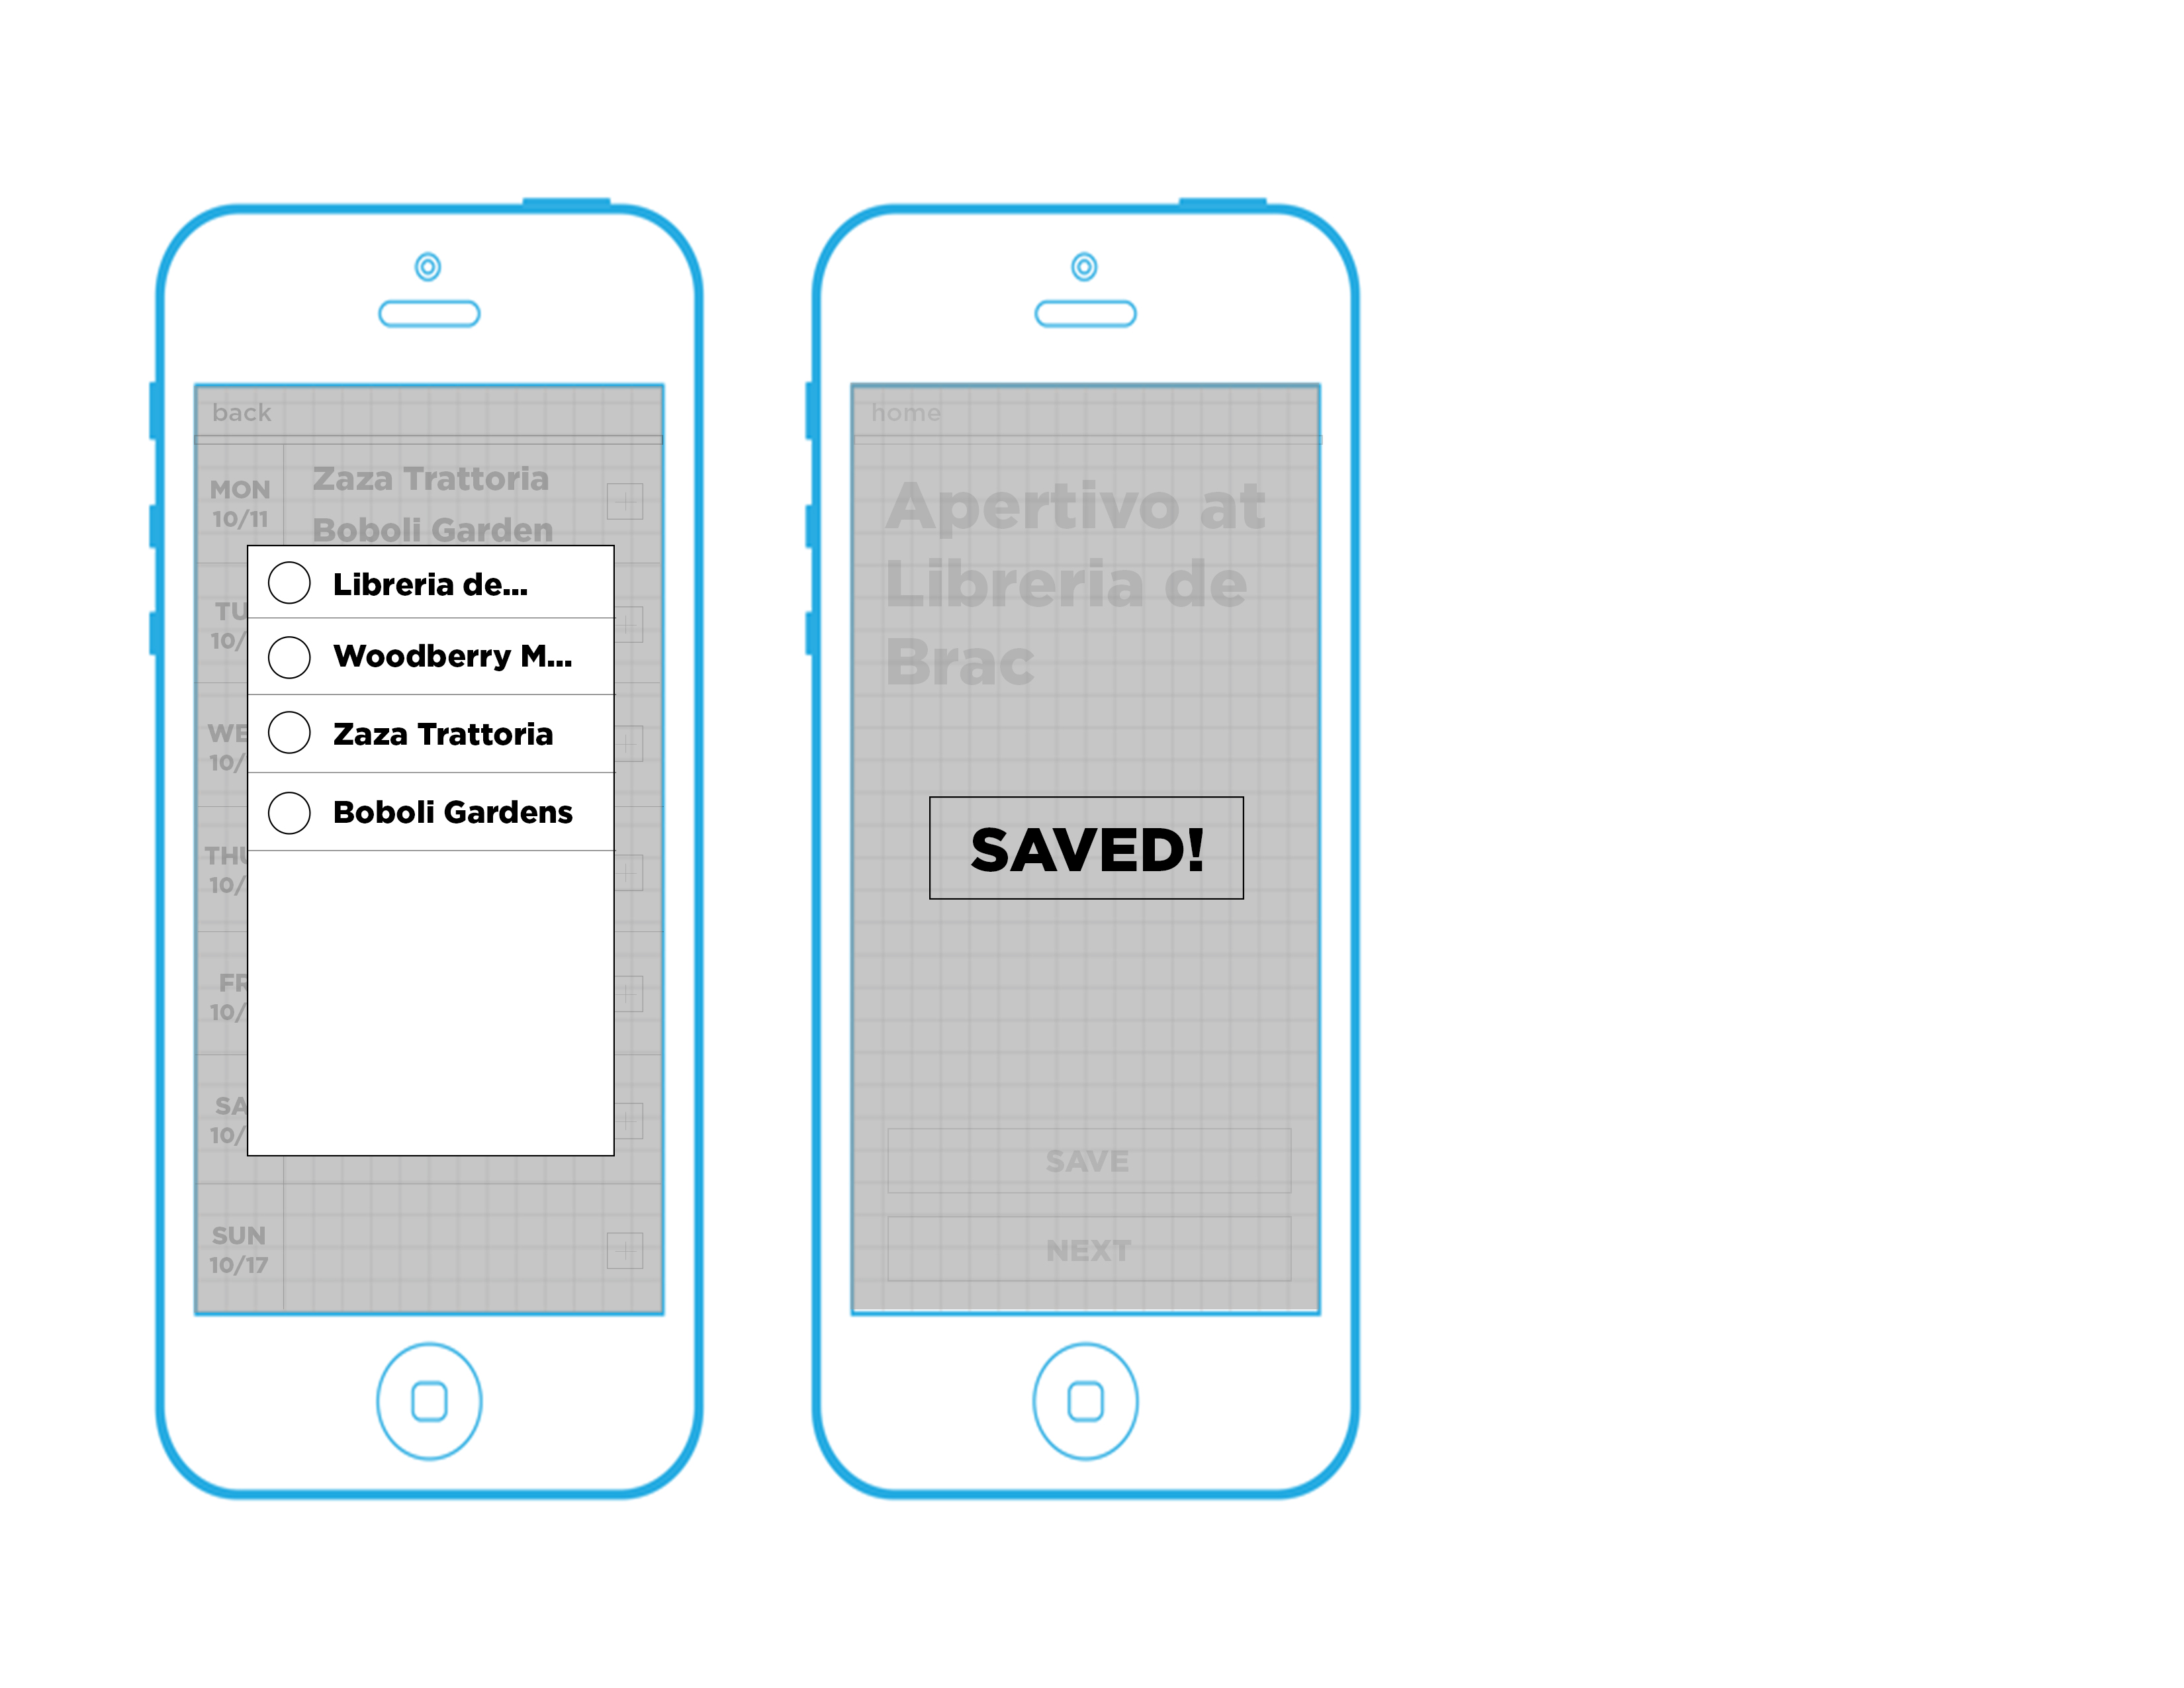 back
MON
10/11
Zaza Trattoria
Boboli Garden
TU
10/
WE
10/
THU
10/
FR
10/
SA
10/
SUN
10/17
Libreria de...
Woodberry M...
Zaza Trattoria
Boboli Gardens
home
Apertivo at
Libreria de
Brac
SAVED!
SAVE
NEXT